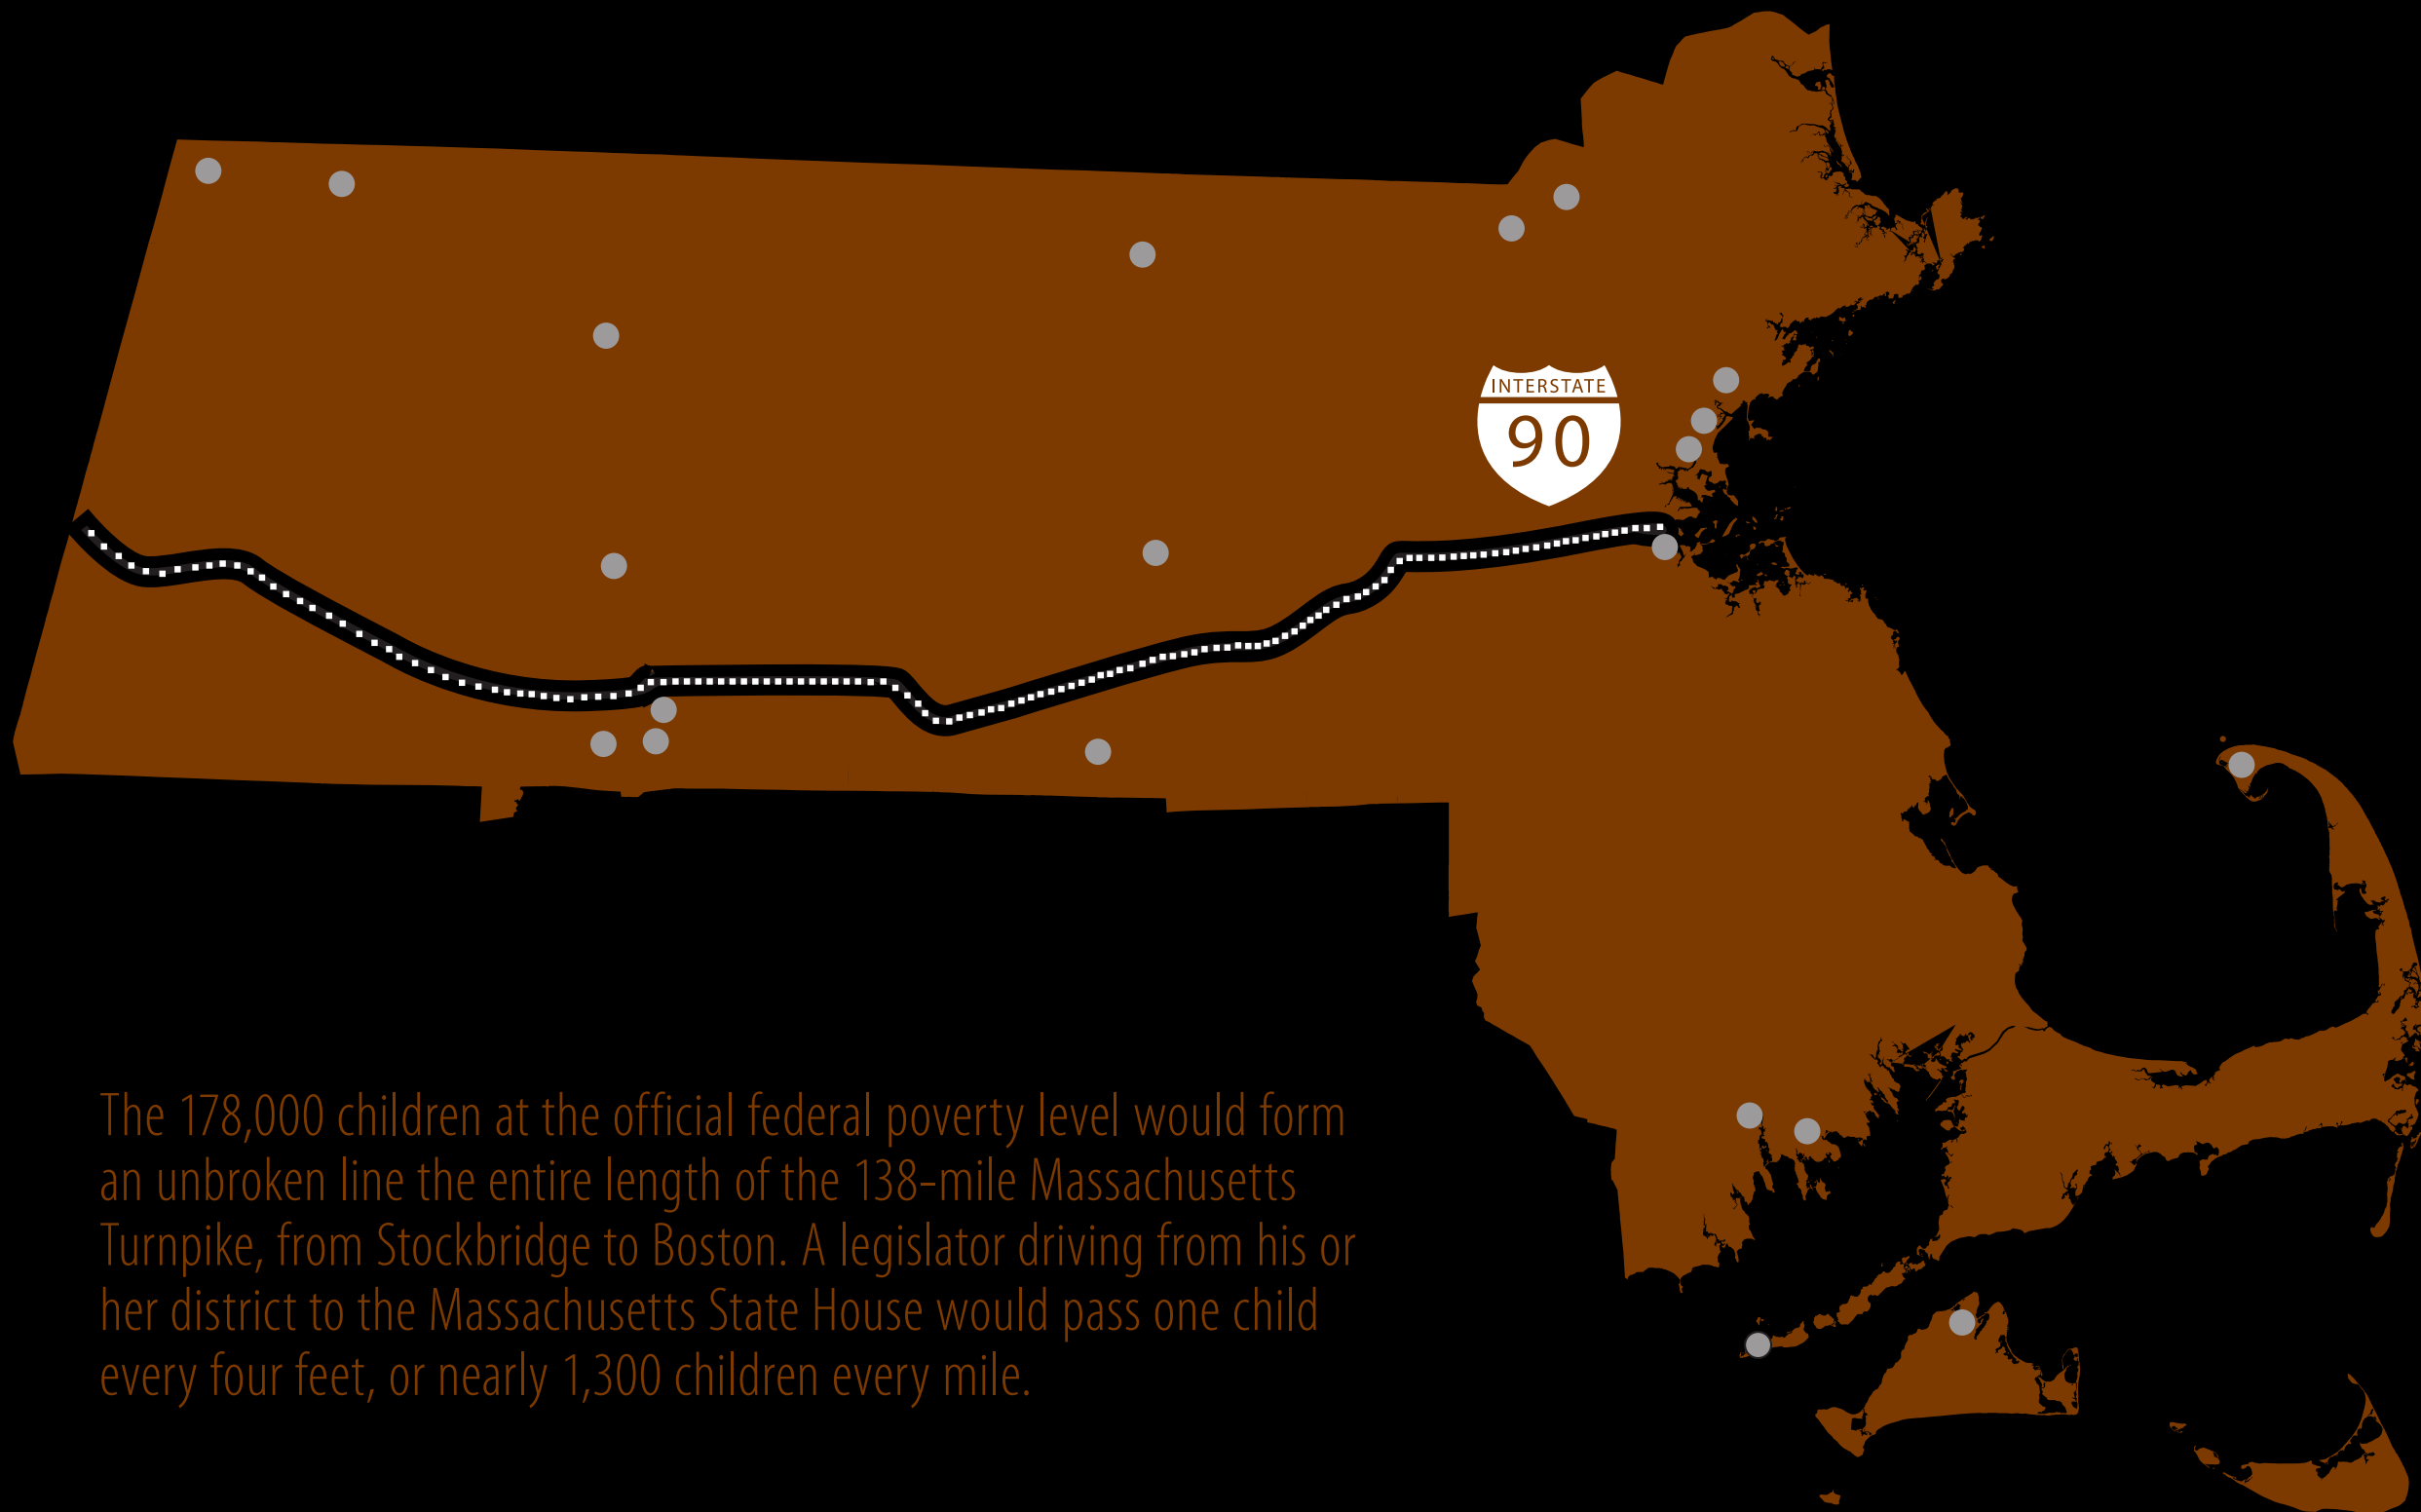 INTERSTATE
90
The 178,000 children at the official federal poverty level would form
an unbroken line the entire length of the 138-mile Massachusetts
Turnpike, from Stockbridge to Boston. A legislator driving from his or
her district to the Massachusetts State House would pass one child
every four feet, or nearly 1,300 children every mile.